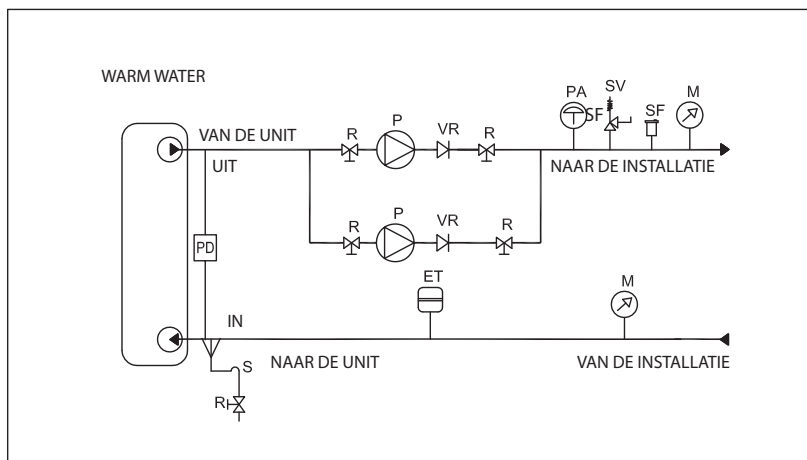 WARM WATER
PA
SV
SF
SF
M
VAN DE UNIT
R
P
VR
R
UIT
NAAR DE INSTALLATIE
P
R
VR
R
PD
ET
M
IN
NAAR DE UNIT
VAN DE INSTALLATIE
S
R